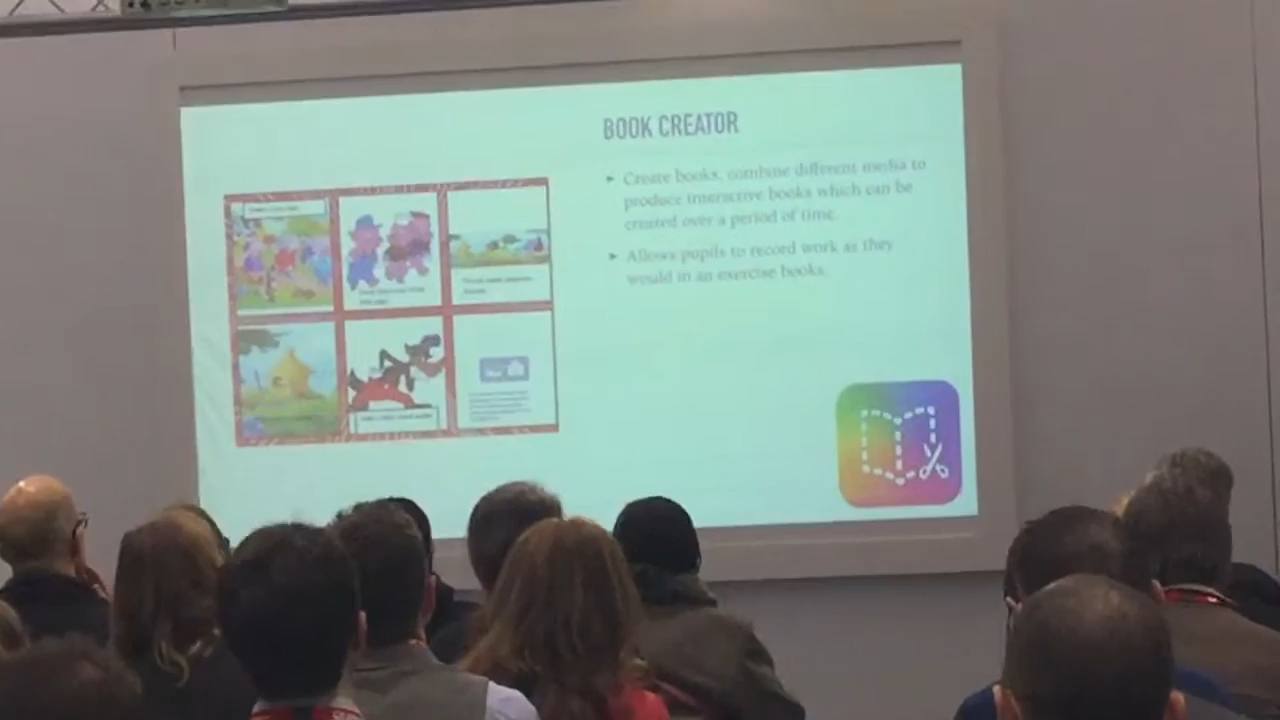 BOOK CREATOR
Create books, combine different media to
produce interactive books which can be
created over a period of time.
Allows pupils to record work as they
would in an exercise books.